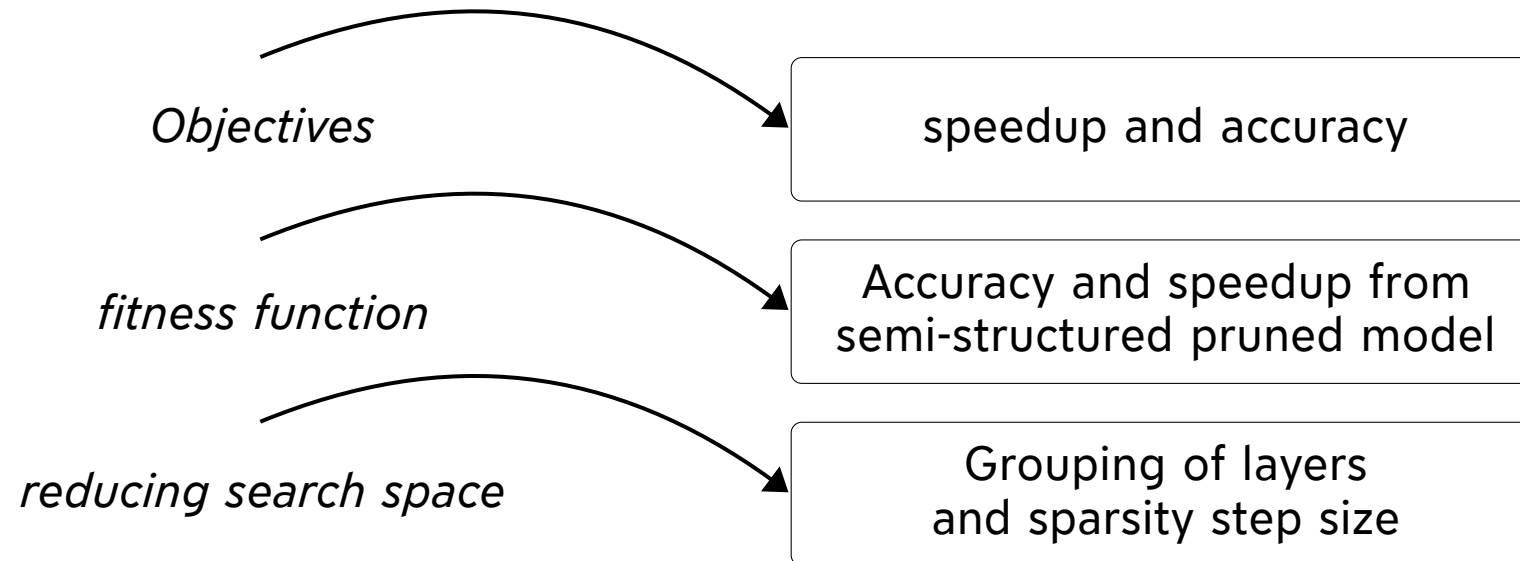 Objectives
speedup and accuracy
fitness function
Accuracy and speedup from
semi-structured pruned model
reducing search space
Grouping of layers
and sparsity step size